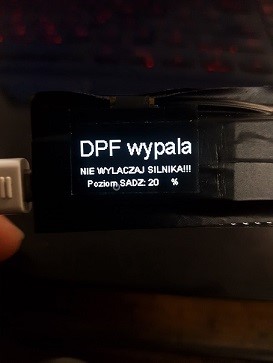 DPF wypala
NIE WYLACZAJ SILNIKA!!!
Poziom SADZ: 20 %